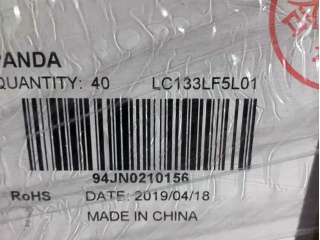 PANDA
QUANTITY: 40 LC133LF5L01
94JN0210156
RoHS DATE: 2019/04/18
MADE IN CHINA